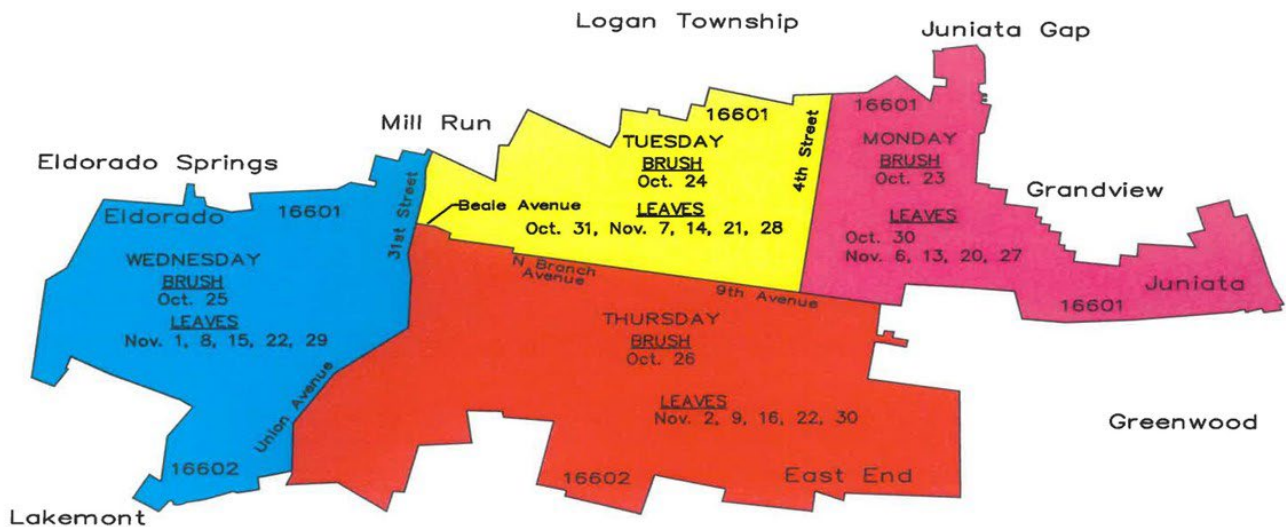 Logan Township
Juniata Gap
Mill Run
Eldorado Springs
Grandview
Greenwood
Lakemont
Eldorado
16601
31st Street
WEDNESDAY
BRUSH
Oct. 25
LEAVES
Nov. 1, 8, 15, 22, 29
Union Avenue
16602
16601
TUESDAY
BRUSH
Oct. 24
LEAVES
Oct. 31, Nov. 7, 14, 21, 28
4th Street
Beale Avenue
N Branch
Avenue
9th Avenue
16601
MONDAY
BRUSH
Oct. 23
LEAVES
Oct. 30
Nov. 6, 13, 20, 27
Juniata
16601
THURSDAY
BRUSH
Oct. 26
LEAVES
Nov. 2, 9, 16, 22, 30
16602
East End